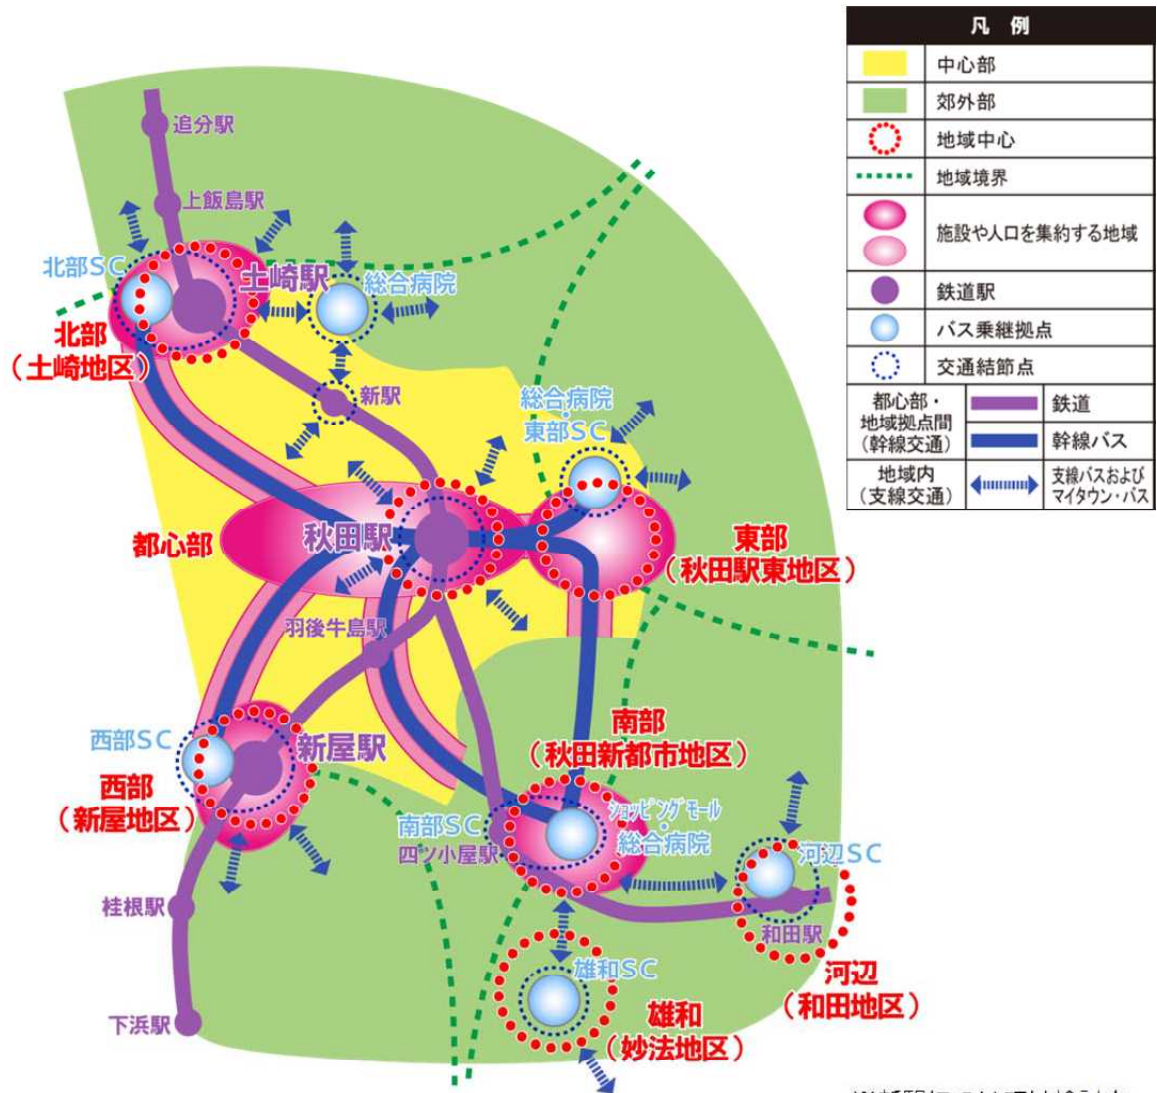 凡 例
中心部
郊外部
地域中心
地域境界
施設や人口を集約する地域
鉄道駅
バス乗継拠点
交通結節点
都心部・
地域拠点間
(幹線交通)
鉄道
幹線バス
地域内
(支線交通)
支線バスおよび
マイタウン・バス
追分駅
上飯島駅
北部SC
土崎駅
総合病院
北部
(土崎地区)
新駅
総合病院
・
東部SC
都心部
秋田駅
東部
(秋田駅東地区)
羽後牛島駅
西部SC
新屋駅
西部
(新屋地区)
南部
(秋田新都市地区)
ショッピングモール
・
総合病院
南部SC
四ツ小屋駅
河辺SC
和田駅
河辺
(和田地区)
桂根駅
雄和SC
雄和
(妙法地区)
下浜駅